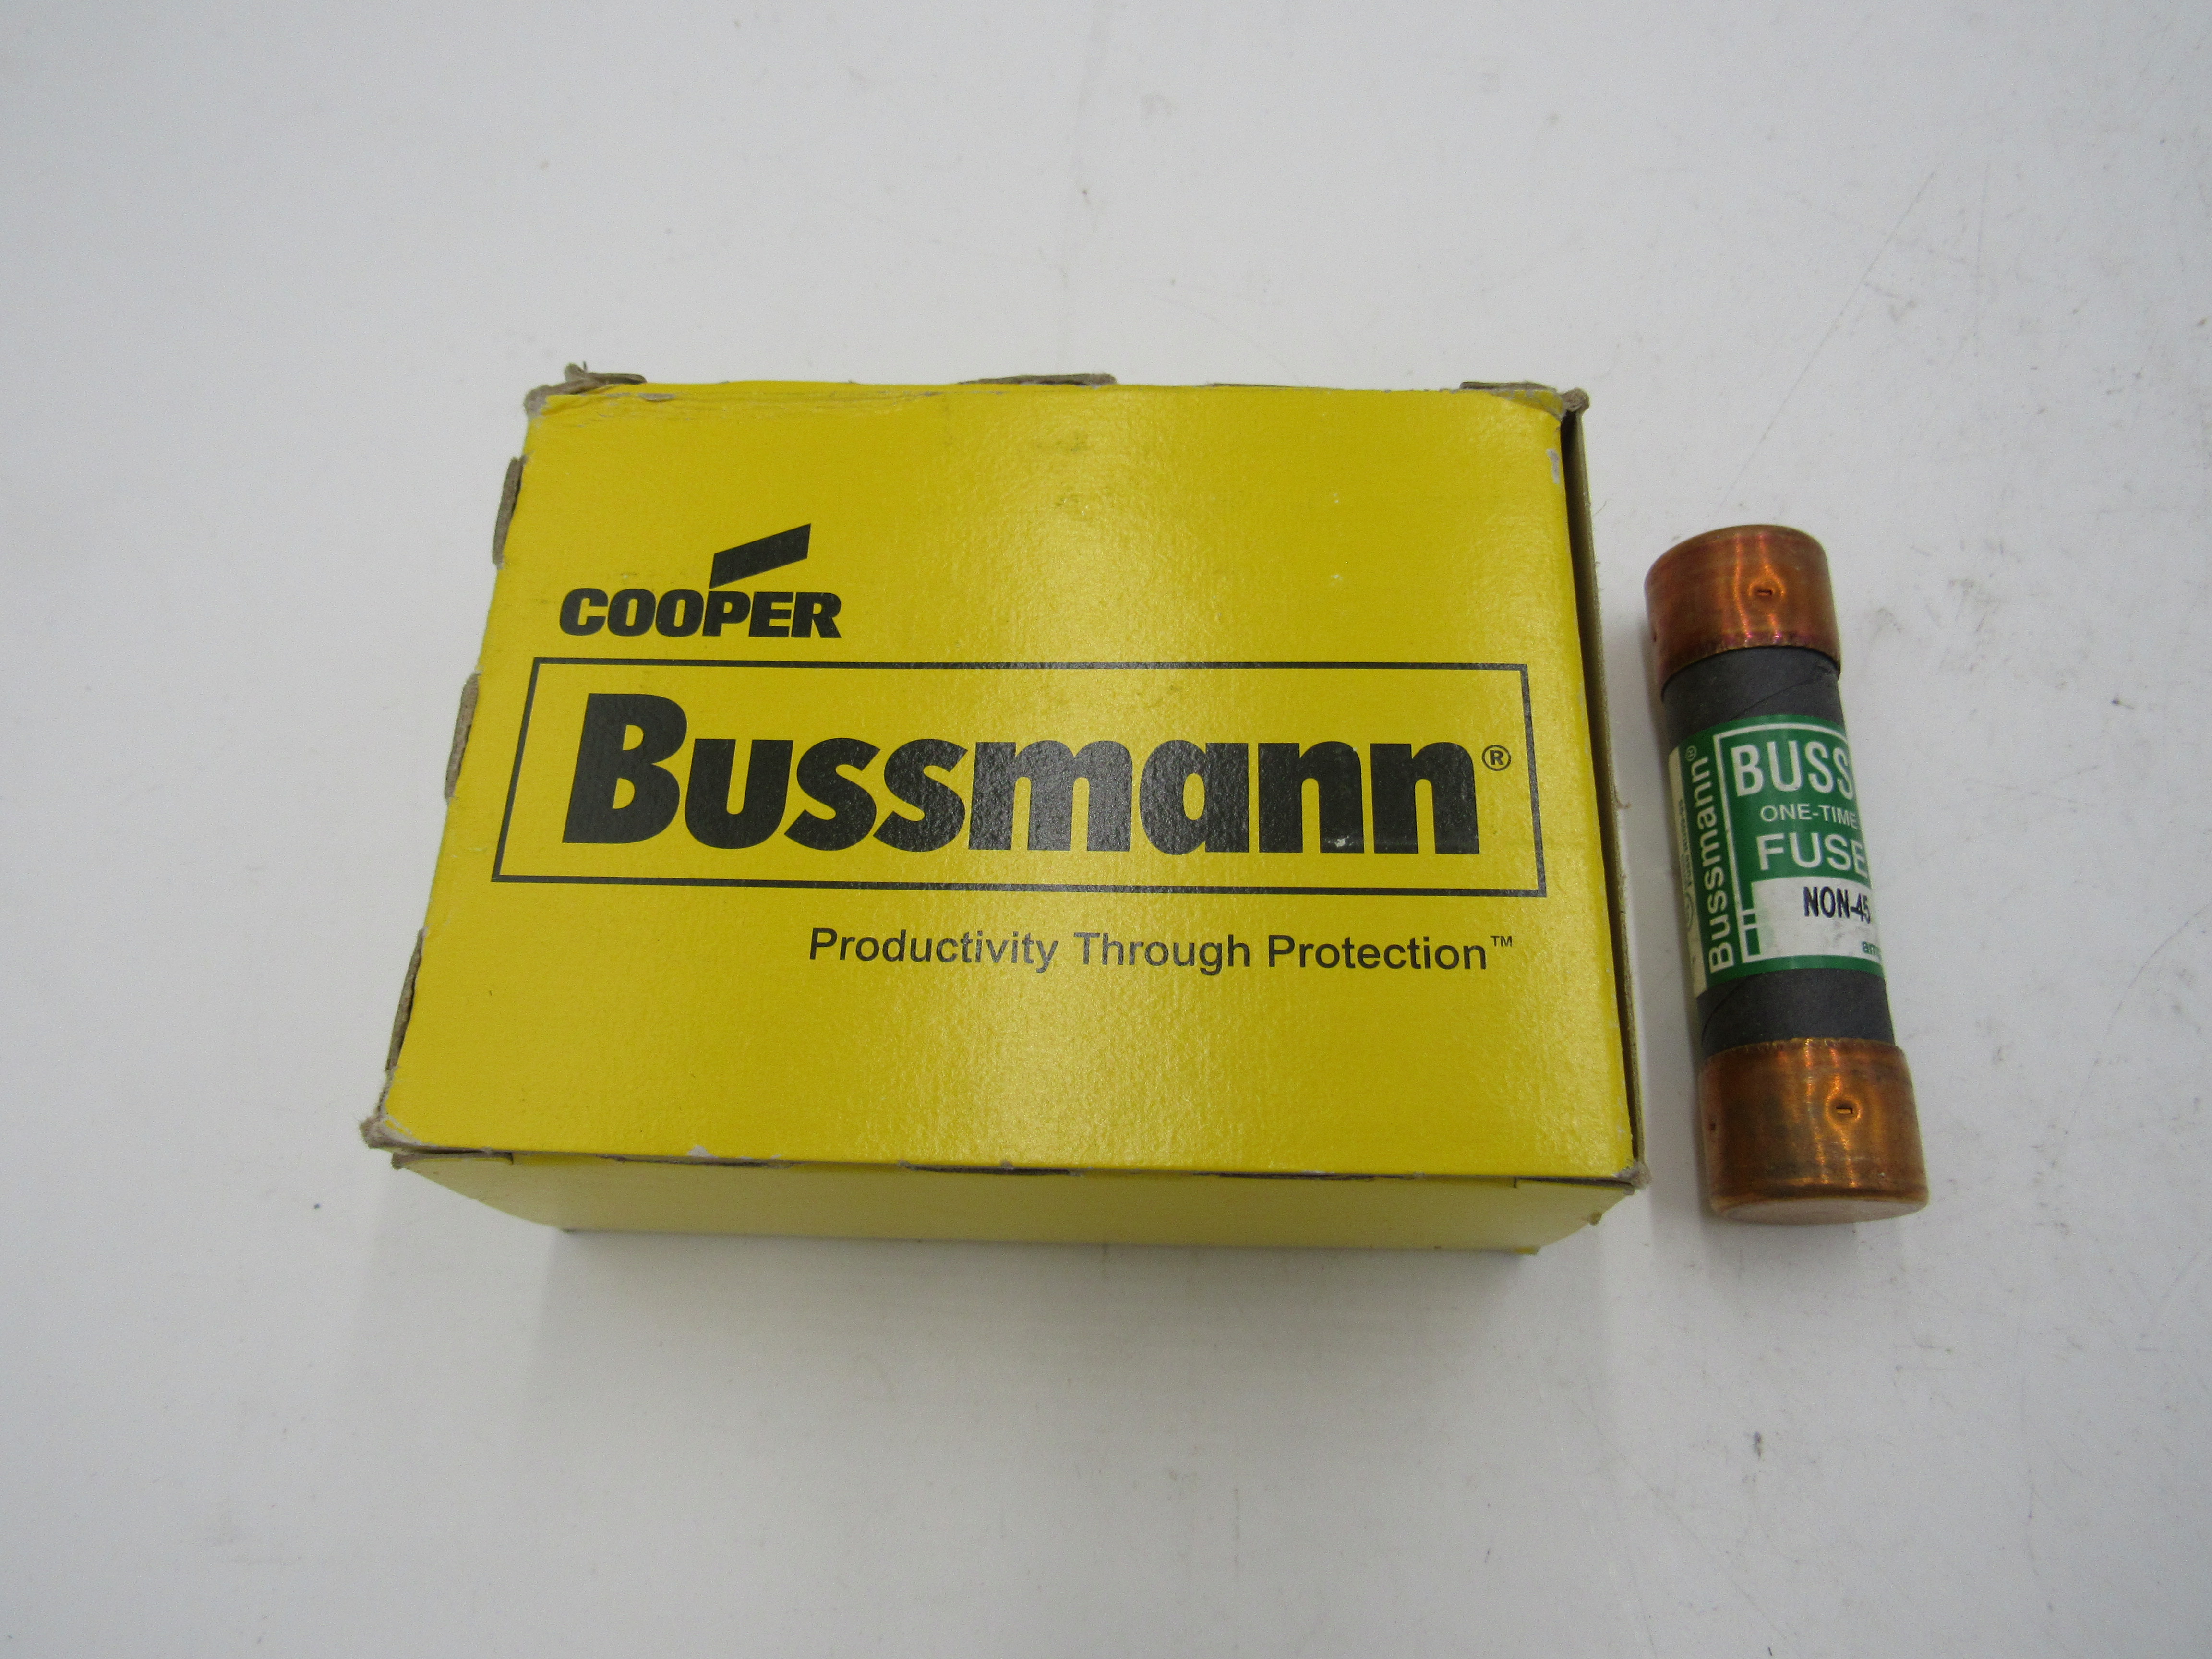 COOPER
Bussmann®
Productivity Through Protection™
Bussmann®
BUSS
ONE-TIME
FUSE
NON-45